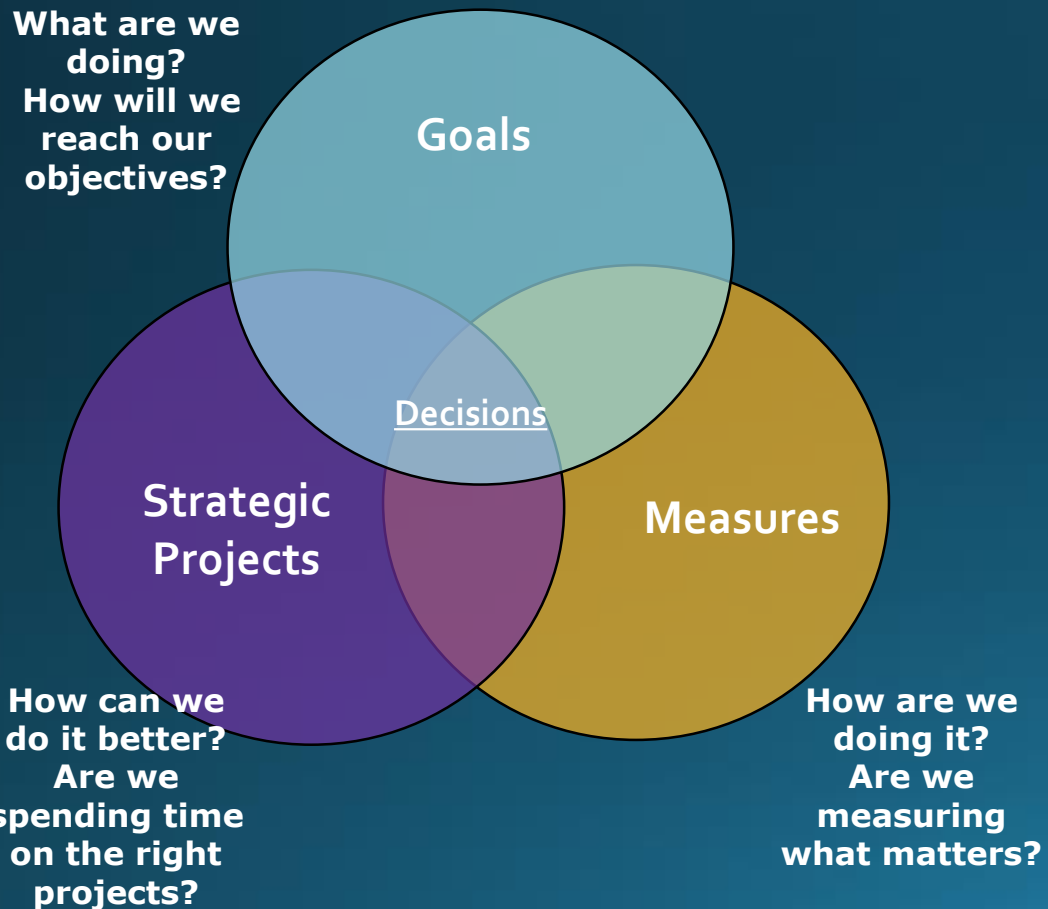 What are we
doing?
How will we
reach our
objectives?
Goals
Decisions
Strategic
Projects
Measures
How can we
do it better?
Are we
spending time
on the right
projects?
How are we
doing it?
Are we
measuring
what matters?